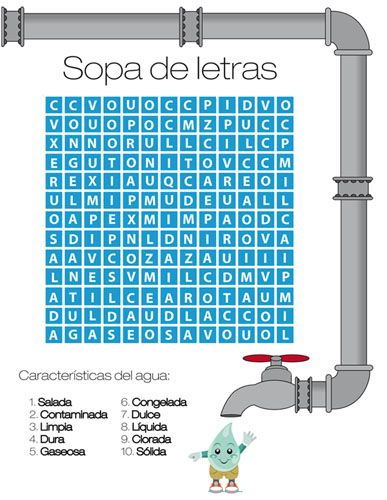 Sopa de letras
C C V O U O C C P I D V O
V O U O P O C M Z P U C C
X N N O R U L L C I L C P
E G U T O N I T O V C C M
R E X I A U Q C A R E O I
U L M I P M U D E U A L L
O A P E X M I M P A O D C
S D I P N L D N I R O V A
A A V C O Z A Z A U I I I
L N E S V M I L C D M V P
A T I L C E A R O T A U M
D U L D A U D L A C C O I
A G A S E O S A V O U O L
Características del agua:
1. Salada
2. Contaminada
3. Limpia
4. Dura
5. Gaseosa
6. Congelada
7. Dulce
8. Líquida
9. Clorada
10. Sólida